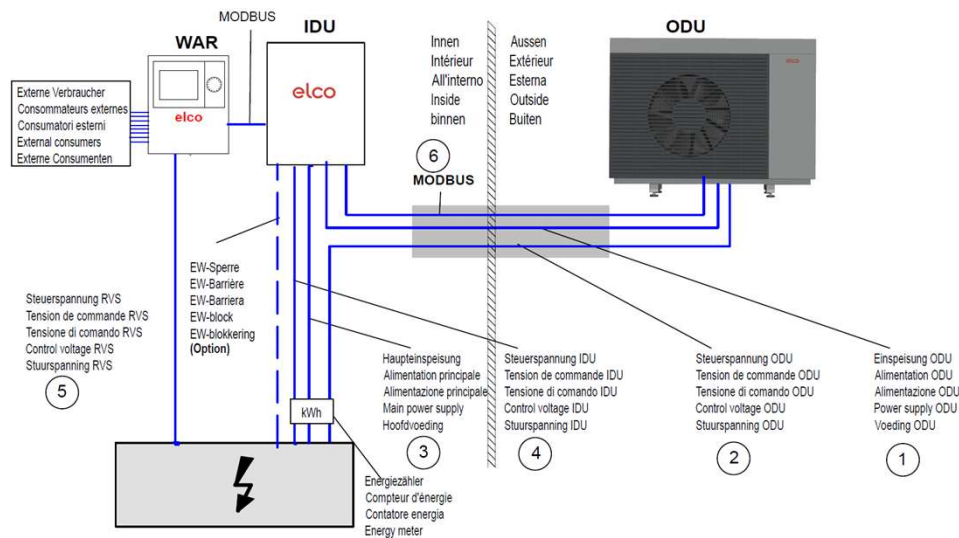 MODBUS
IDU
WAR
ODU
Innen
Intérieur
All'interno
Inside
binnen
Aussen
Extérieur
Esterna
Outside
Buiten
elco
elco
elco
Externe Verbraucher
Consommateurs externes
Consumatori esterni
External consumers
Externe Consumenten
6
MODBUS
EW-Sperre
EW-Barrière
EW-Barriera
EW-block
EW-blokkering
(Option)
Steuerspannung RVS
Tension de commande RVS
Tensione di comando RVS
Control voltage RVS
Stuurspanning RVS
5
Haupteinspeisung
Alimentation principale
Alimentazione principale
Main power supply
Hoofdvoeding
3
Steuerspannung IDU
Tension de commande IDU
Tensione di comando IDU
Control voltage IDU
Stuurspanning IDU
4
Steuerspannung ODU
Tension de commande ODU
Tensione di comando ODU
Control voltage ODU
Stuurspanning ODU
2
Einspeisung ODU
Alimentation ODU
Alimentazione ODU
Power supply ODU
Voeding ODU
1
kWh
Energiezähler
Compteur d'énergie
Contatore energia
Energy meter